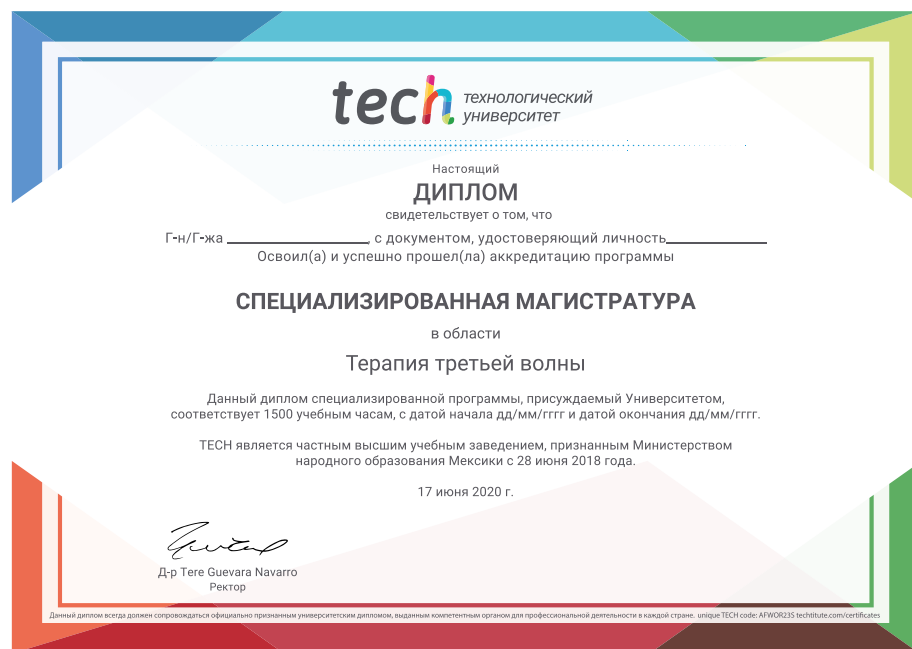 tech технологический
университет
Настоящий
ДИПЛОМ
свидетельствует о том, что
Г-н/Г-жа , с документом, удостоверяющий личность
Освоил(а) и успешно прошел(ла) аккредитацию программы
СПЕЦИАЛИЗИРОВАННАЯ МАГИСТРАТУРА
в области
Терапия третьей волны
Данный диплом специализированной программы, присуждаемый Университетом,
соответствует 1500 учебным часам, с датой начала дд/мм/гггг и датой окончания дд/мм/гггг.
TECH является частным высшим учебным заведением, признанным Министерством
народного образования Мексики с 28 июня 2018 года.
17 июня 2020 г.
Д-р Tere Guevara Navarro
Ректор
Данный диплом всегда должен сопровождаться официально признанным университетским дипломом, выданным компетентным органом для профессиональной деятельности в каждой стране. unique TECH code: AFWOR23S techtitute.com/certificates